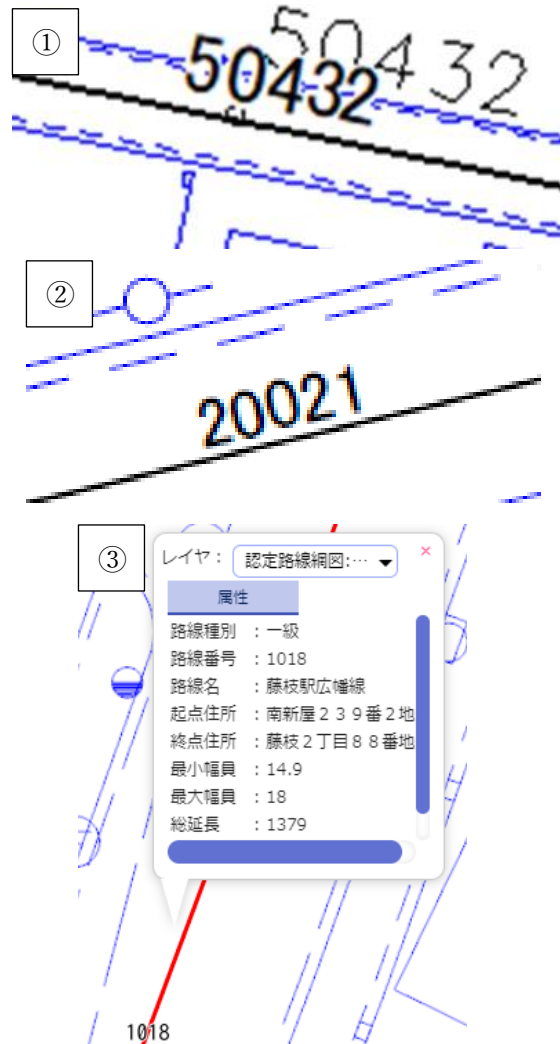 ①
50432
50432
②
20021
③
レイヤ： 認定路線網図:… ×
属性
路線種別 ：一級
路線番号 ：1018
路線名 ：藤枝駅広幡線
起点住所 ：南新屋２３９番２地
終点住所 ：藤枝２丁目８８番地
最小幅員 ：14.9
最大幅員 ：18
総延長 ：1379
1018